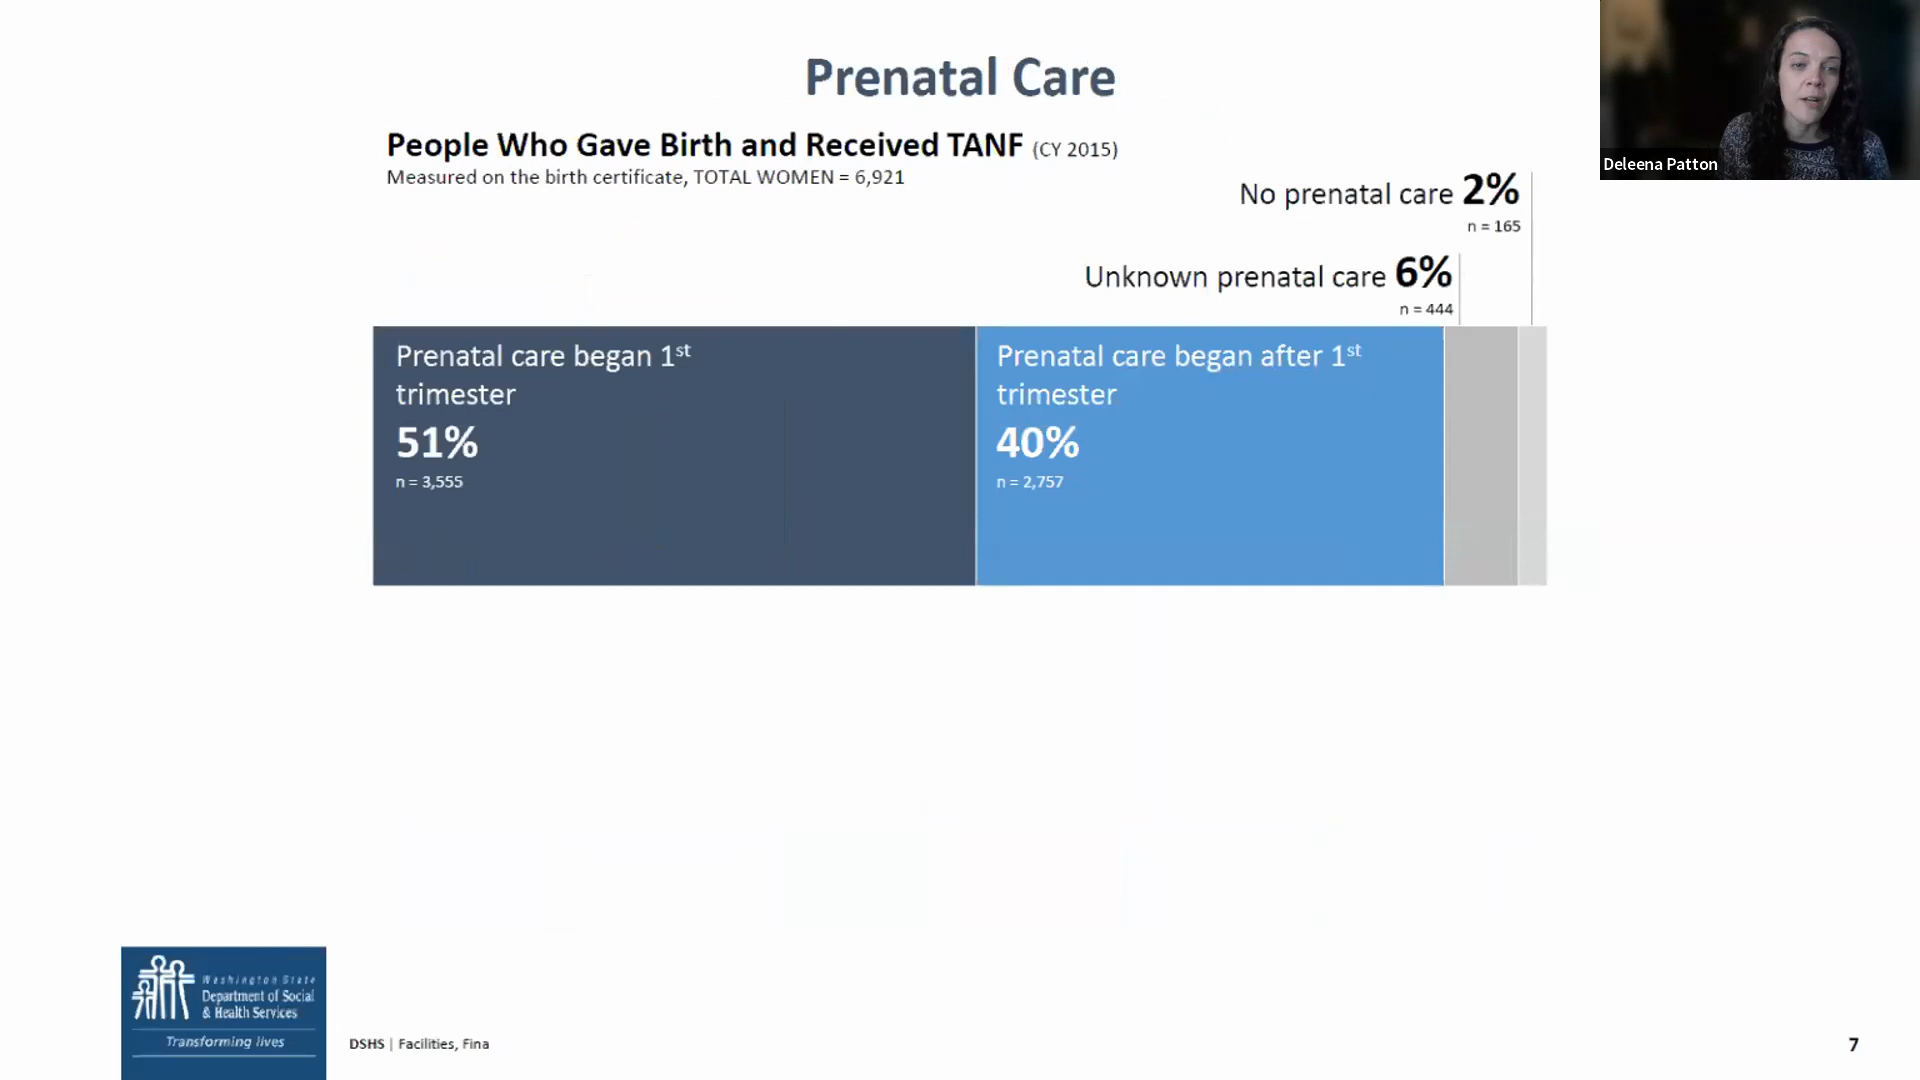 Prenatal Care
People Who Gave Birth and Received TANF (CY 2015)
Measured on the birth certificate, TOTAL WOMEN = 6,921
Deleena Patton
No prenatal care 2%
n = 165
Unknown prenatal care 6%
n = 444
Prenatal care began 1st
trimester
51%
n = 3,555
Prenatal care began after 1st
trimester
40%
n = 2,757
Washington State
Department of Social
& Health Services
Transforming lives
DSHS | Facilities, Fina
7